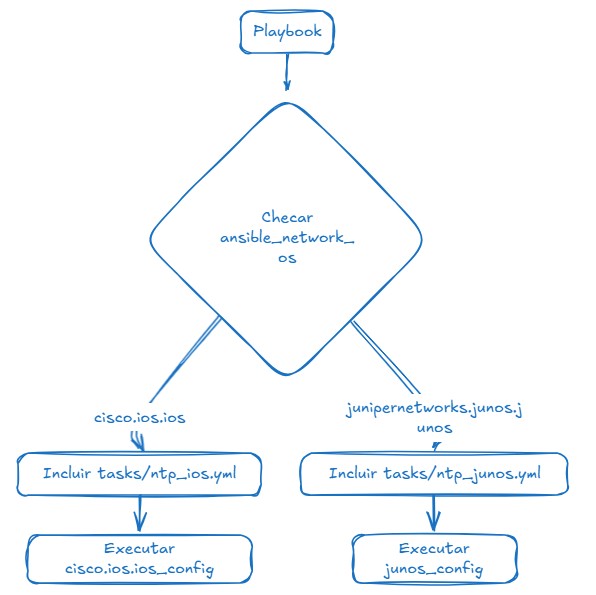 Playbook
Checar
ansible_network_
os
cisco.ios.ios
junipernetworks.junos.j
unos
Incluir tasks/ntp_ios.yml
Incluir tasks/ntp_junos.yml
Executar
cisco.ios.ios_config
Executar
junos_config